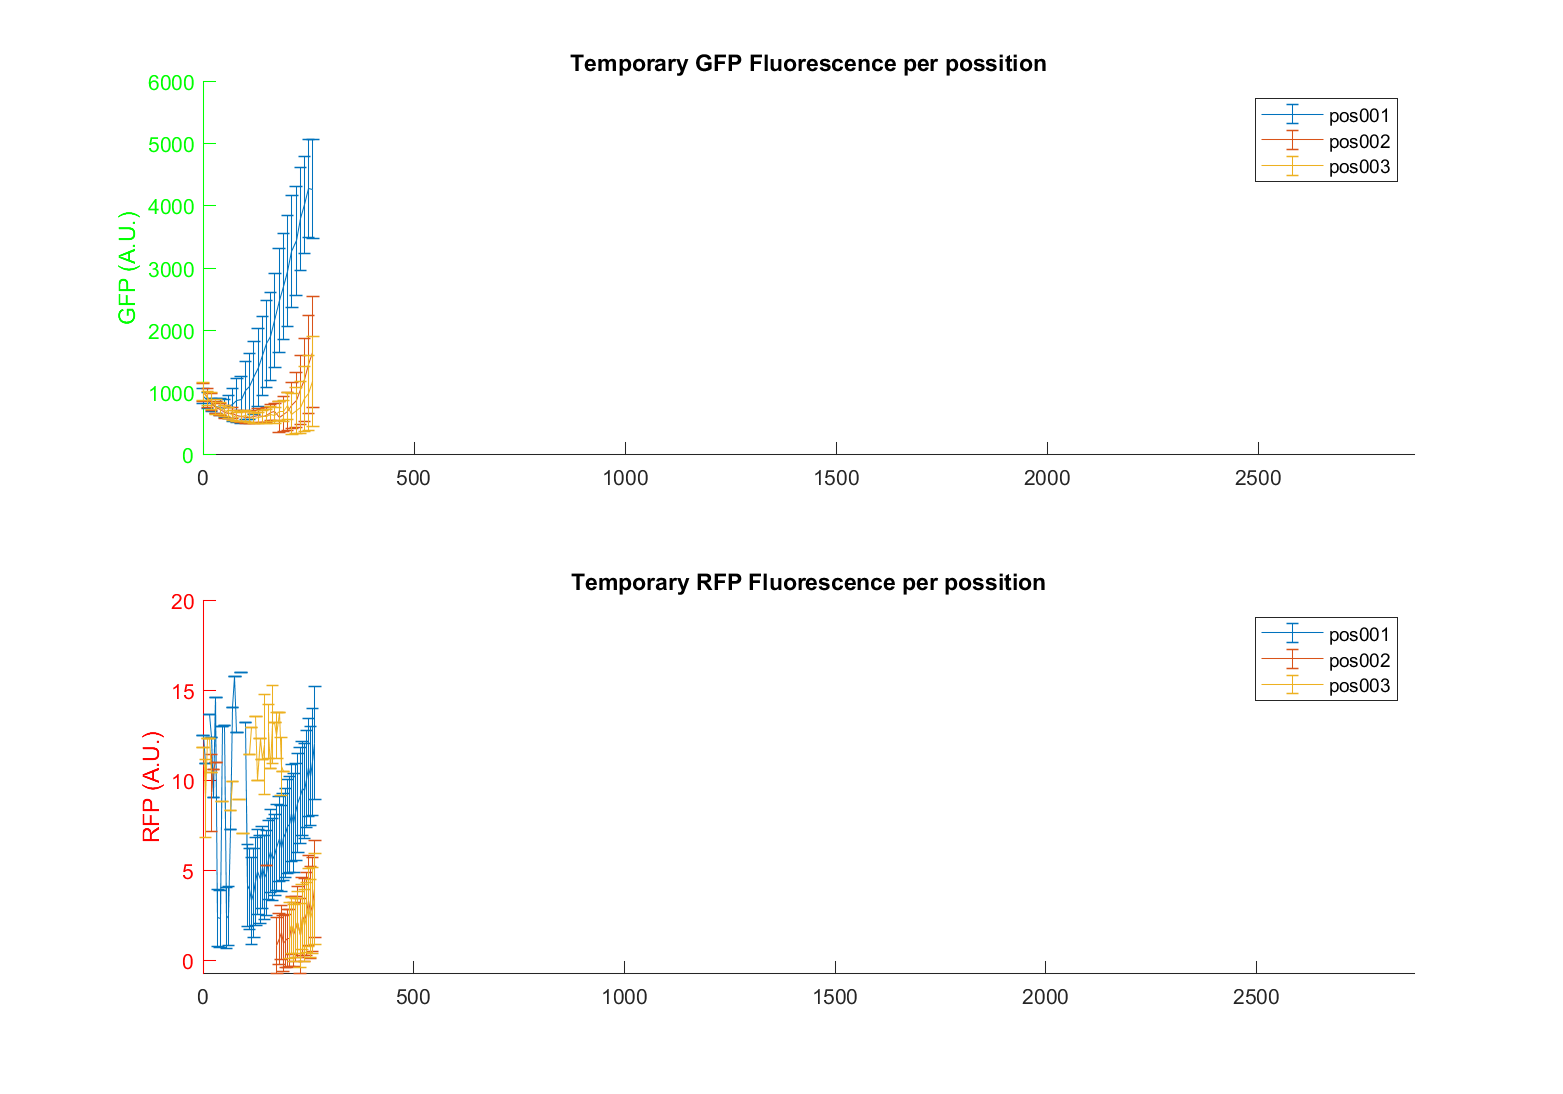 Temporary GFP Fluorescence per possition
6000
5000
4000
3000
2000
1000
0
GFP (A.U.)
pos001
pos002
pos003
0 500 1000 1500 2000 2500
Temporary RFP Fluorescence per possition
20
15
10
5
0
RFP (A.U.)
pos001
pos002
pos003
0 500 1000 1500 2000 2500